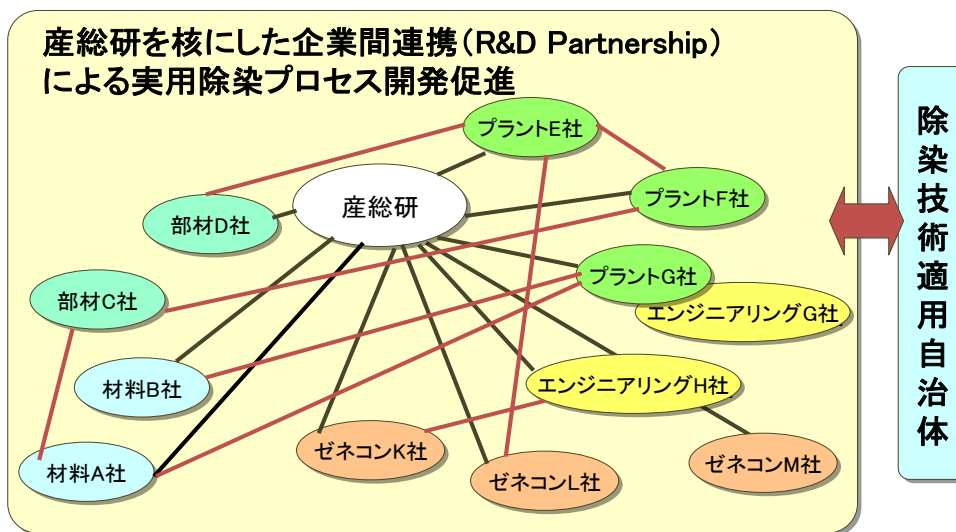 産総研を核にした企業間連携（R&D Partnership）
による実用除染プロセス開発促進
プラントE社
産総研
プラントF社
部材D社
プラントG社
部材C社
エンジニアリングG社
材料B社
エンジニアリングH社
ゼネコンK社
材料A社
ゼネコンL社
ゼネコンM社
除染技術適用自治体